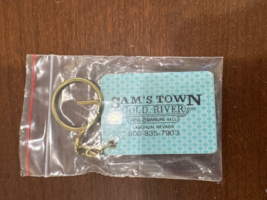 SAM'S TOWN
GOLD RIVER
HOTEL • GAMBLING HALL
LAUGHLIN, NEVADA
800-835-7903